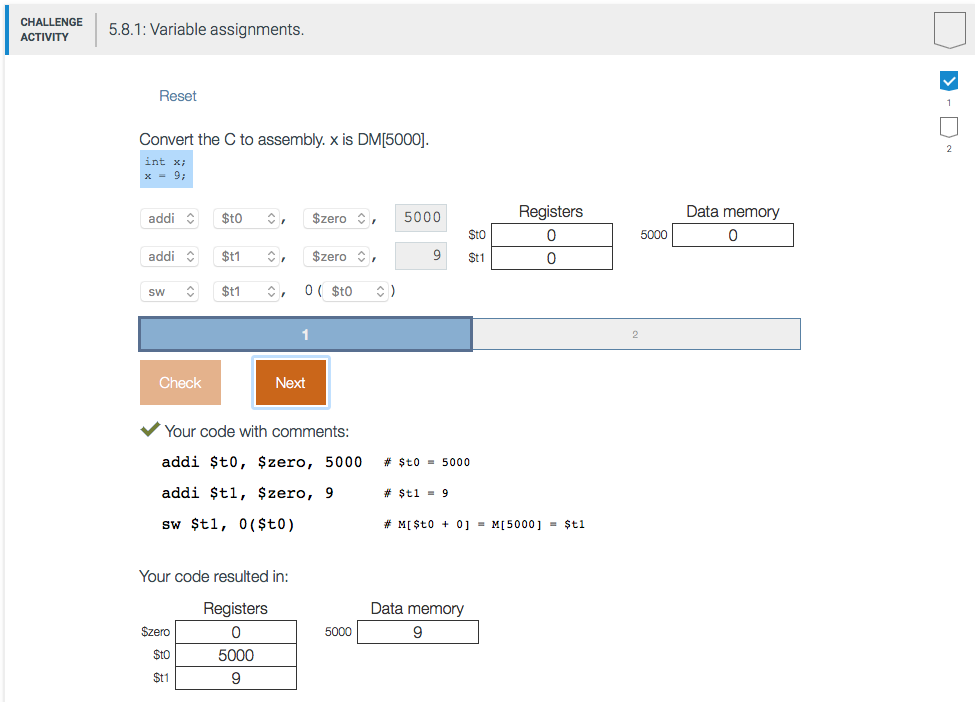 CHALLENGE
ACTIVITY
5.8.1: Variable assignments.
1
2
Reset
Convert the C to assembly. x is DM[5000].
int x;
x = 9;
addi $t0, $zero, 5000
addi $t1, $zero, 9
sw $t1, 0 ( $t0 )
Registers
$t0 0
$t1 0
Data memory
5000 0
1 2
Check Next
Your code with comments:
addi $t0, $zero, 5000 # $t0 = 5000
addi $t1, $zero, 9 # $t1 = 9
sw $t1, 0($t0) # M[$t0 + 0] = M[5000] = $t1
Your code resulted in:
Registers
$zero 0
$t0 5000
$t1 9
Data memory
5000 9